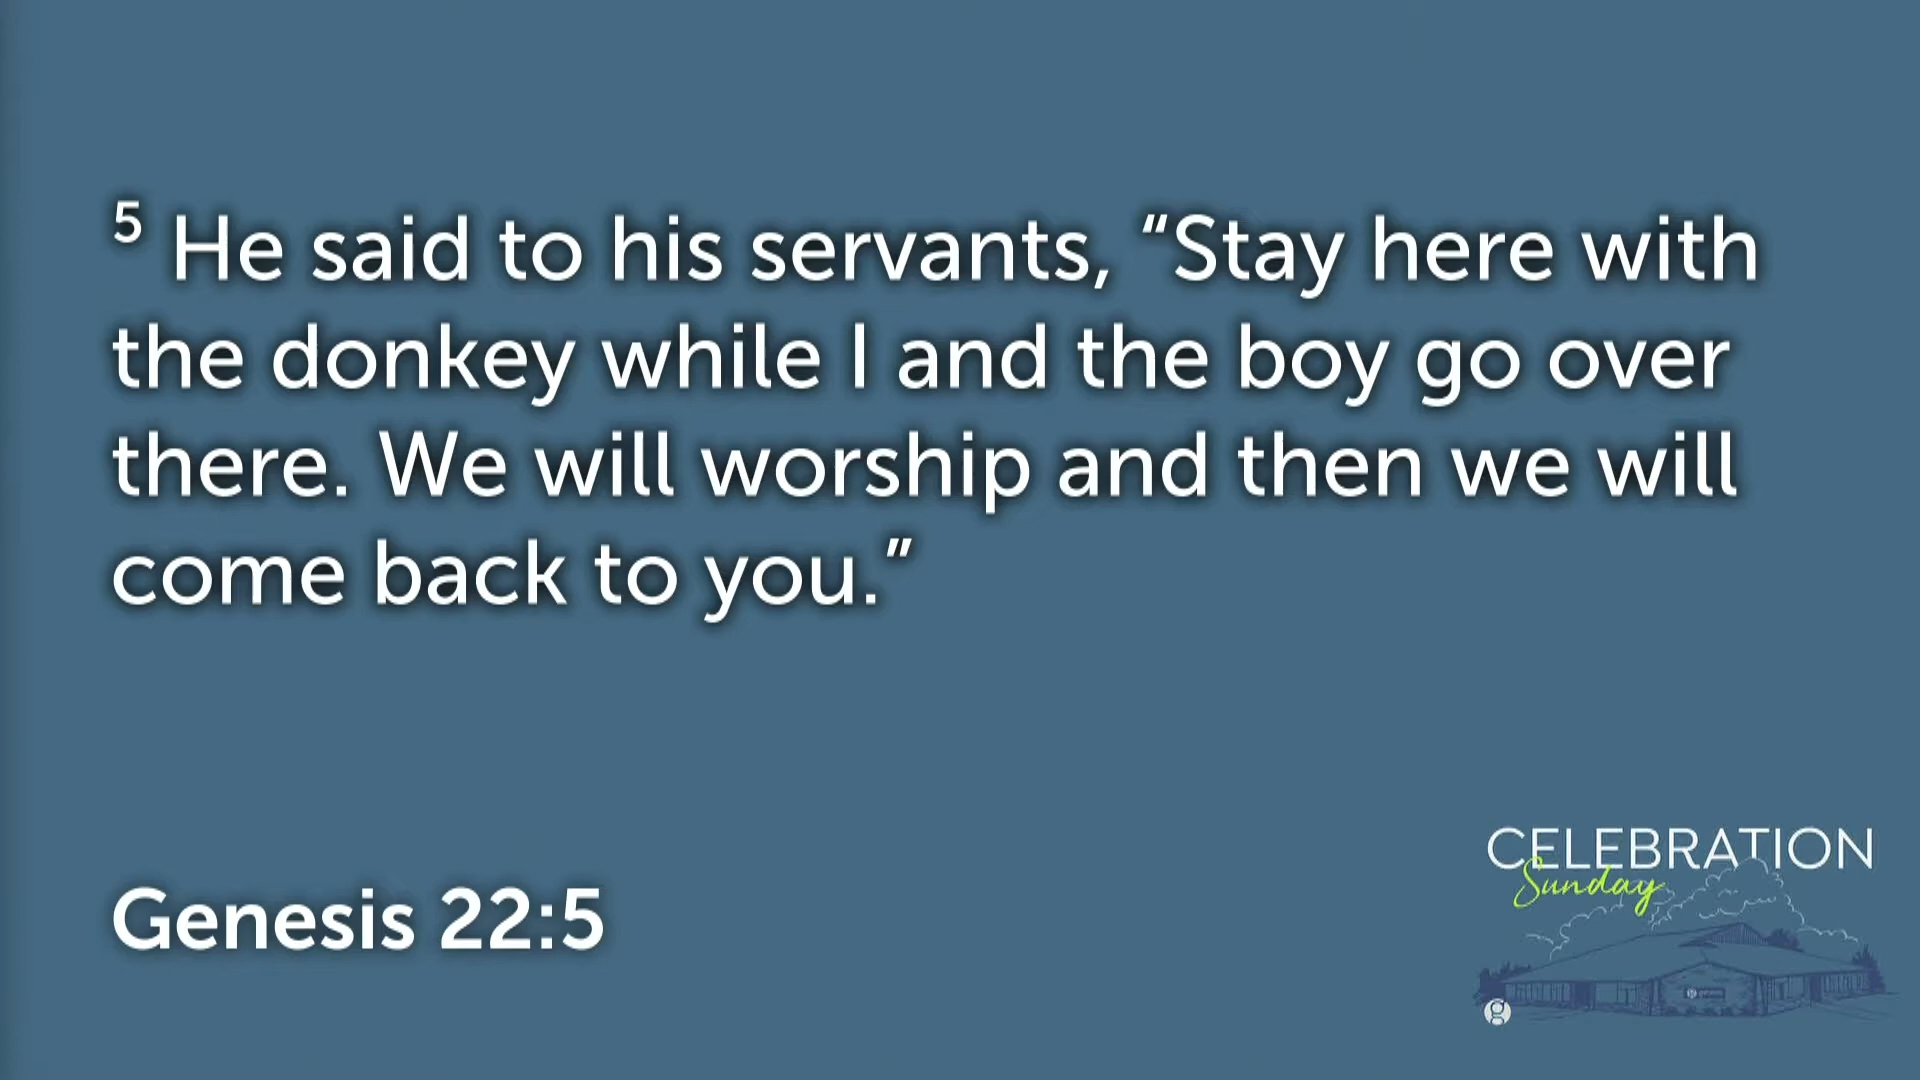 5 He said to his servants, “Stay here with
the donkey while I and the boy go over
there. We will worship and then we will
come back to you.”
Genesis 22:5
CELEBRATION
Sunday
g